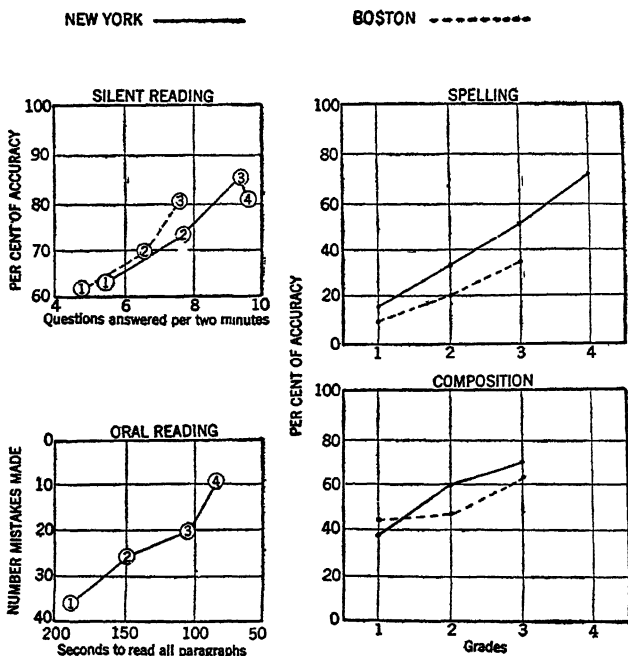 NEW YORK
BOSTON
SILENT READING
PER CENT OF ACCURACY
100
90
80
70
60
4 6 8 10
Questions answered per two minutes
1 2 3
1 2 3 4
SPELLING
PER CENT OF ACCURACY
100
80
60
40
20
0
1 2 3 4
ORAL READING
NUMBER MISTAKES MADE
0
10
20
30
40
200 150 100 50
Seconds to read all paragraphs
1 2 3 4
COMPOSITION
100
80
60
40
20
0
1 2 3 4
Grades